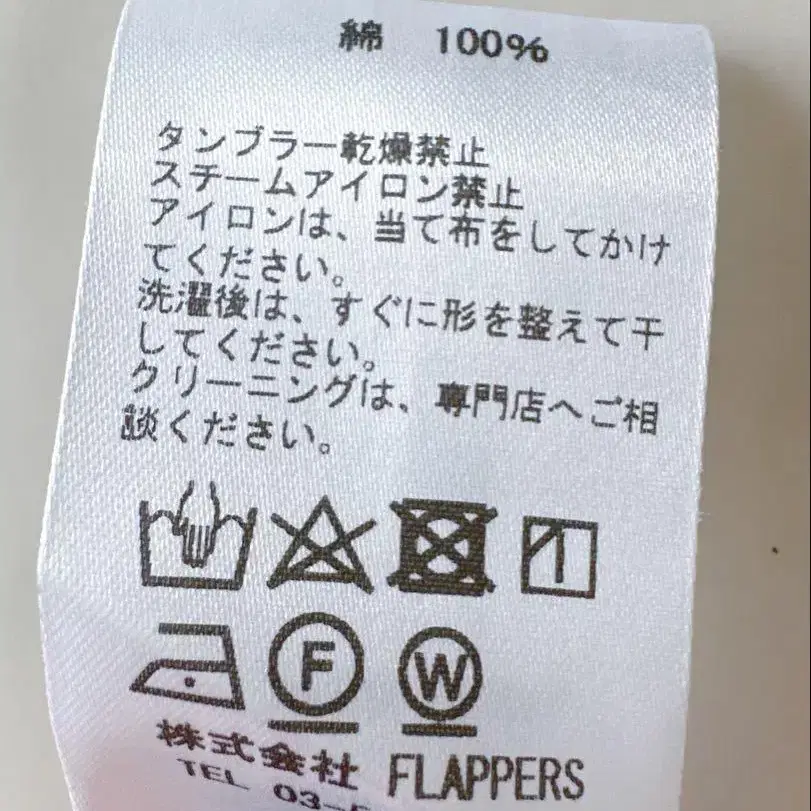 綿 100%
タンブラー乾燥禁止
スチームアイロン禁止
アイロンは、当て布をしてかけ
てください。
洗濯後は、すぐに形を整えて干
してください。
クリーニングは、専門店へご相
談ください。
F W
株式会社 FLAPPERS
TEL 03-